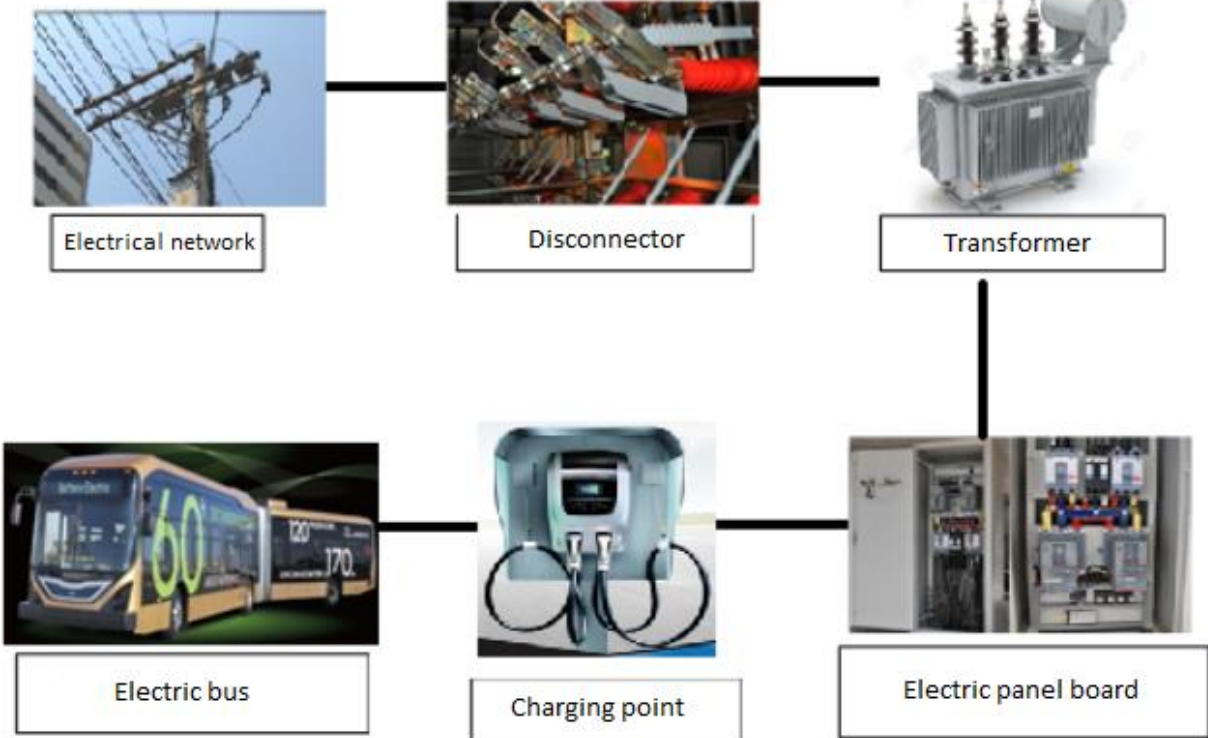 Electrical network
Disconnector
Transformer
60
120
170
Electric bus
Charging point
Electric panel board